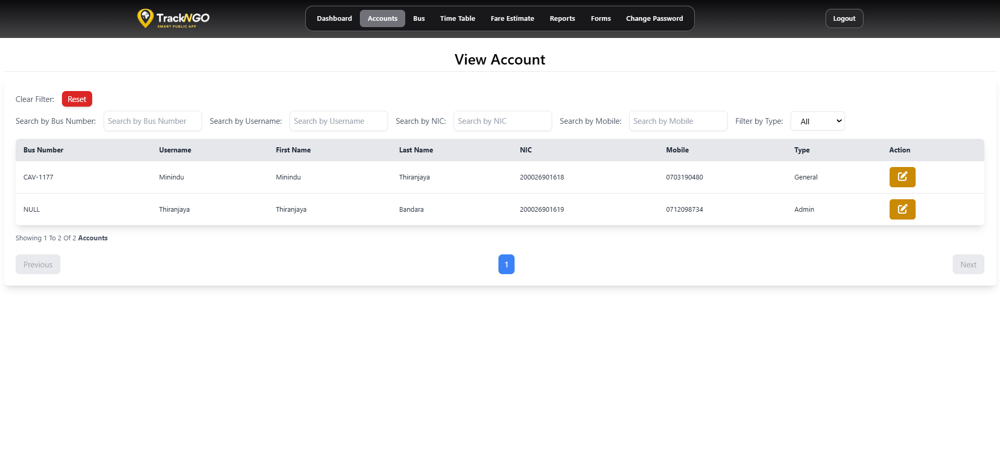 TrackNGO
SMART PUBLIC APP
Dashboard Accounts Bus Time Table Fare Estimate Reports Forms Change Password
Logout
View Account
Clear Filter: Reset
Search by Bus Number: Search by Bus Number Search by Username: Search by Username Search by NIC: Search by NIC Search by Mobile: Search by Mobile Filter by Type: All
Bus Number Username First Name Last Name NIC Mobile Type Action
CAV-1177 Minindu Minindu Thiranjaya 200026901618 0703190480 General
NULL Thiranjaya Thiranjaya Bandara 200026901619 0712098734 Admin
Showing 1 To 2 Of 2 Accounts
Previous 1 Next